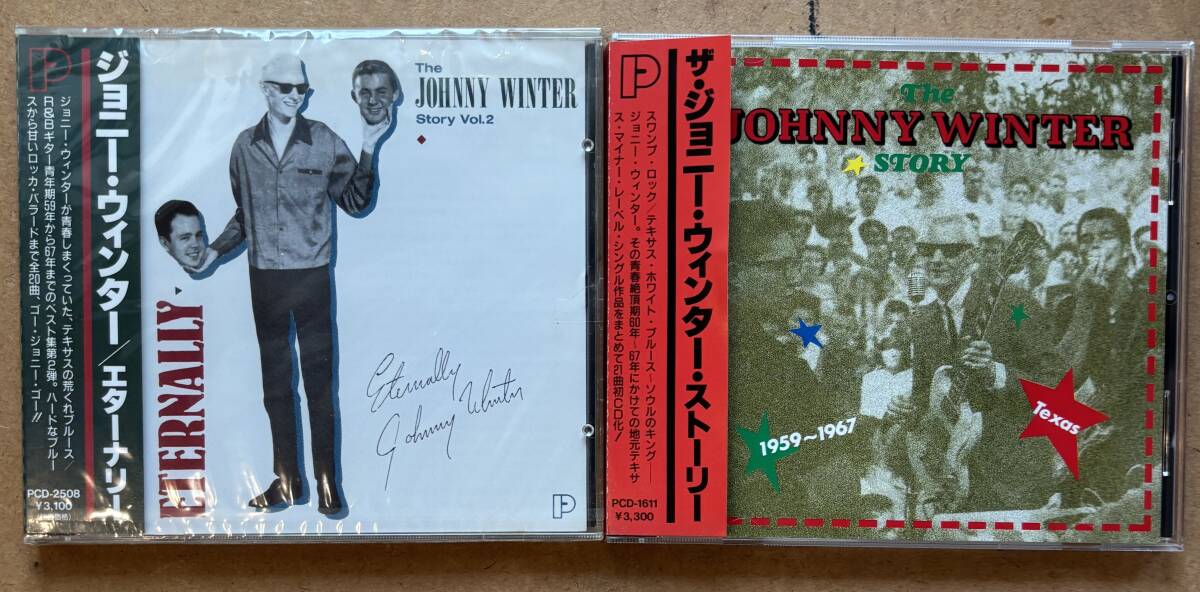 ジョニー・ウィンター／エターナリー
ジョニー・ウィンターが青春しまくっていた、テキサスの荒くれブルース／
R&Bギター青年期59年から67年までのベスト集第2弾。ハードなブルー
スから甘いロッカ・バラードまで全20曲、ゴー・ジョニー・ゴー!!
PCD-2508
¥3,100
The
JOHNNY WINTER
Story Vol.2
ETERNALLY
Eternally
Johnny Winter
ザ・ジョニー・ウィンター・ストーリー
スワンプ・ロック／テキサス・ホワイト・ブルース〜ソウルのキング──
ジョニー・ウィンター。その青春絶頂期60年〜67年にかけての地元テキサ
ス・マイナー・レーベル・シングル作品をまとめて21曲初CD化!
PCD-1611
¥3,300
The
JOHNNY WINTER
STORY
1959~1967
Texas